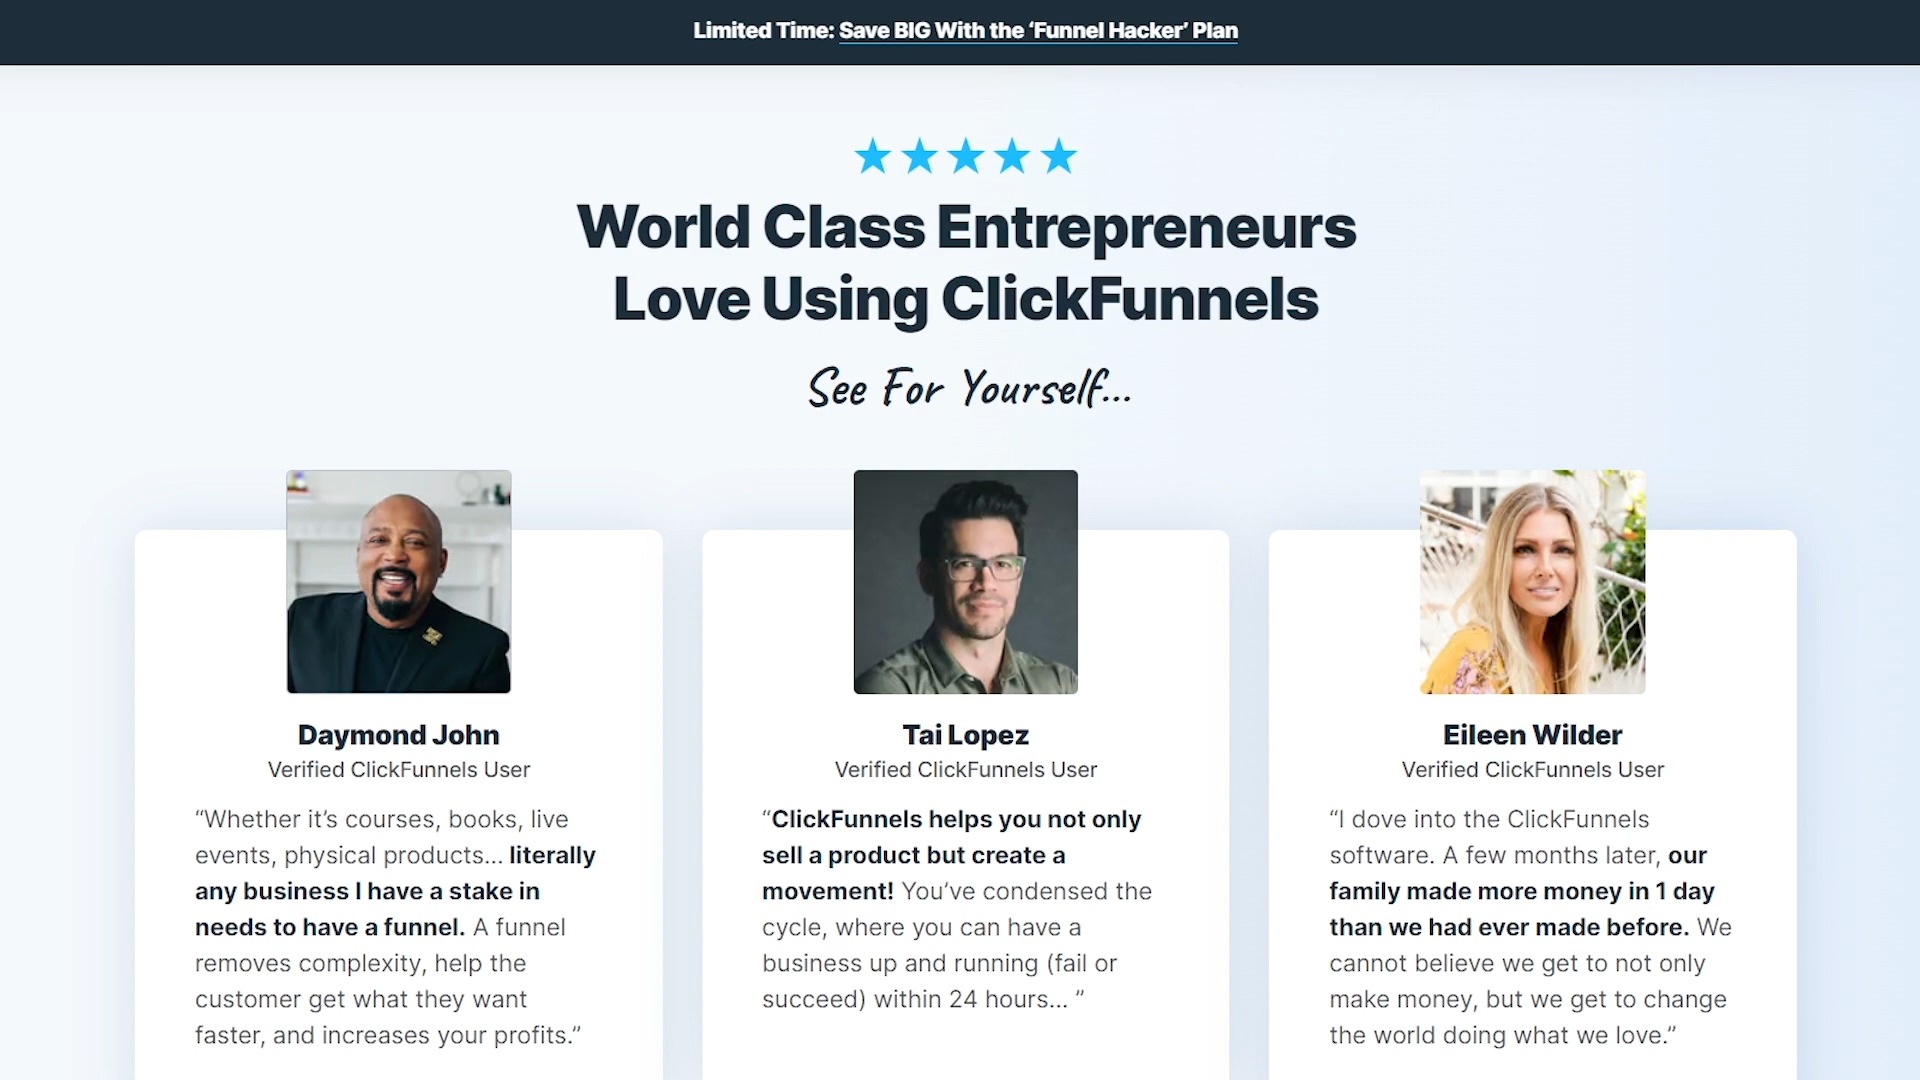 Limited Time: Save BIG With the ‘Funnel Hacker’ Plan
World Class Entrepreneurs
Love Using ClickFunnels
See For Yourself...
Daymond John
Verified ClickFunnels User
“Whether it’s courses, books, live
events, physical products... literally
any business I have a stake in
needs to have a funnel. A funnel
removes complexity, help the
customer get what they want
faster, and increases your profits.”
Tai Lopez
Verified ClickFunnels User
“ClickFunnels helps you not only
sell a product but create a
movement! You’ve condensed the
cycle, where you can have a
business up and running (fail or
succeed) within 24 hours... ”
Eileen Wilder
Verified ClickFunnels User
“I dove into the ClickFunnels
software. A few months later, our
family made more money in 1 day
than we had ever made before. We
cannot believe we get to not only
make money, but we get to change
the world doing what we love.”